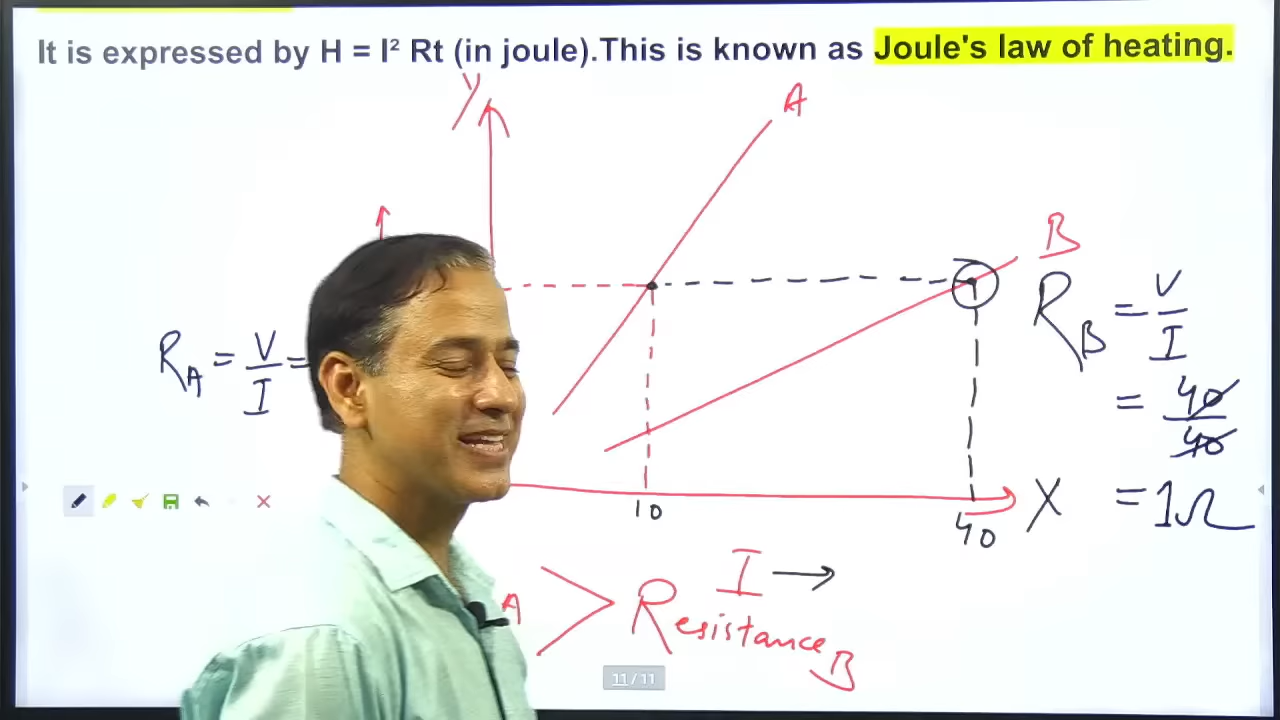 It is expressed by H = I² Rt (in joule).This is known as Joule's law of heating.
Y
A
B
R_A = V/I =
R_B = V/I
= 40/40
= 1Ω
10
40
X
I →
A > Resistance_B
11/11